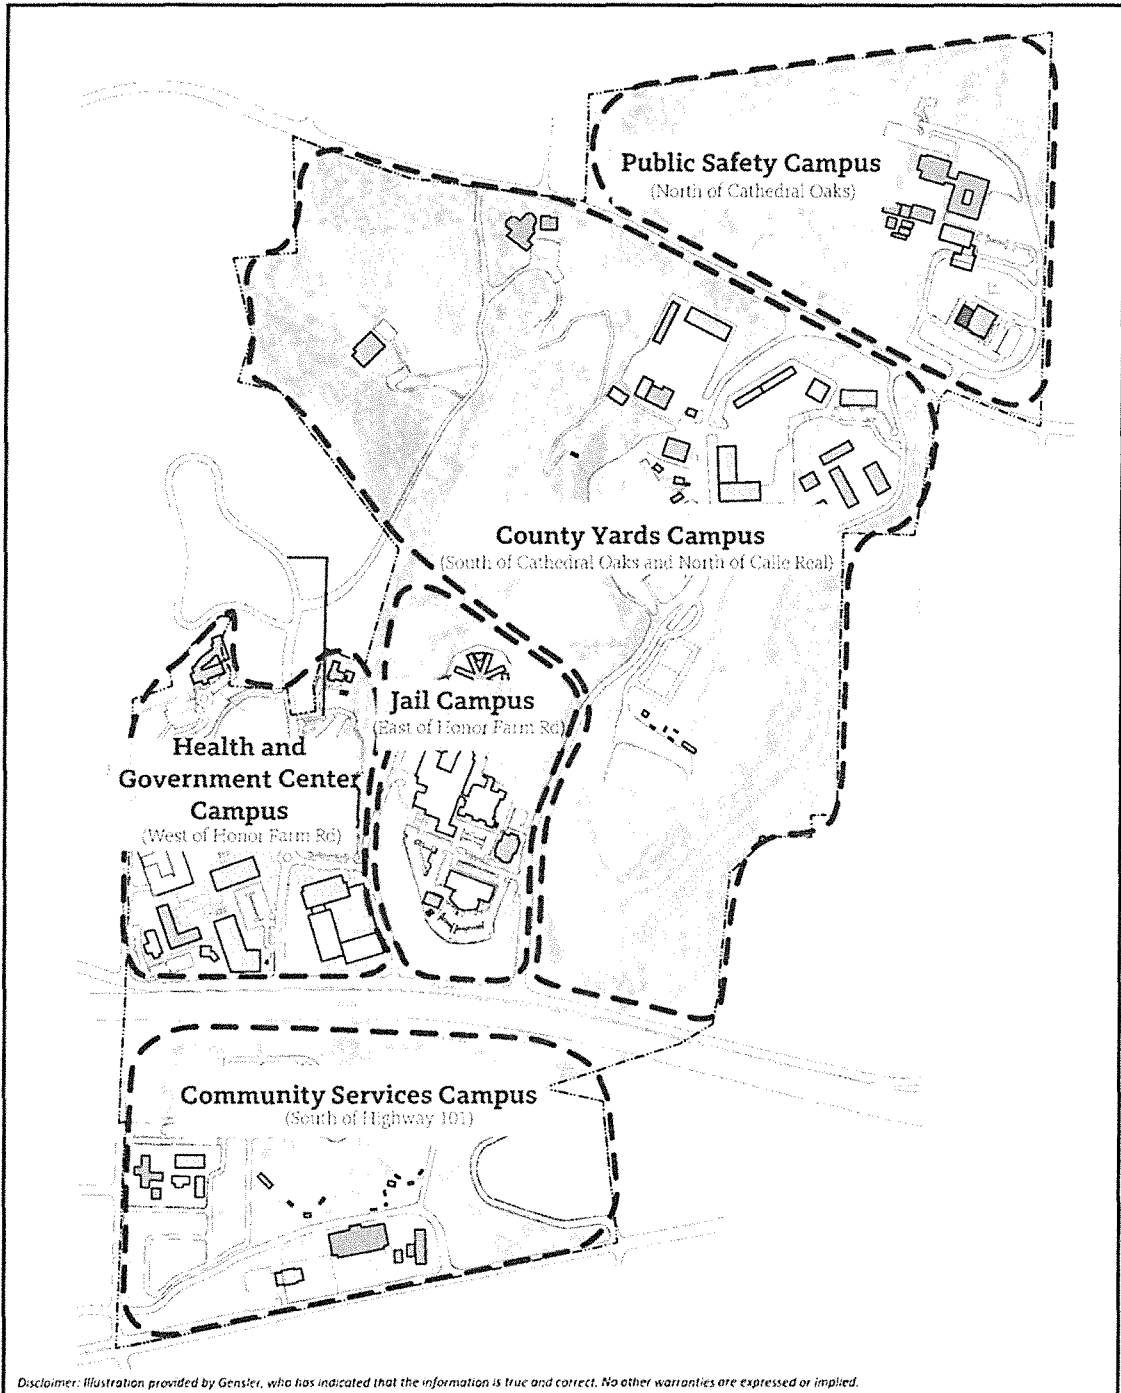 Public Safety Campus
(North of Cathedral Oaks)
County Yards Campus
(South of Cathedral Oaks and North of Calle Real)
Jail Campus
(East of Honor Farm Rd)
Health and
Government Center
Campus
(West of Honor Farm Rd)
Community Services Campus
(South of Highway 101)
Disclaimer: Illustration provided by Gensler, who has indicated that the information is true and correct. No other warranties are expressed or implied.